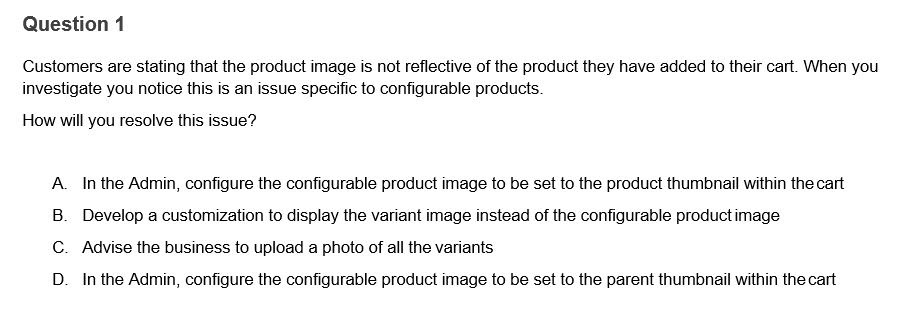 Question 1
Customers are stating that the product image is not reflective of the product they have added to their cart. When you
investigate you notice this is an issue specific to configurable products.
How will you resolve this issue?
A. In the Admin, configure the configurable product image to be set to the product thumbnail within the cart
B. Develop a customization to display the variant image instead of the configurable product image
C. Advise the business to upload a photo of all the variants
D. In the Admin, configure the configurable product image to be set to the parent thumbnail within the cart